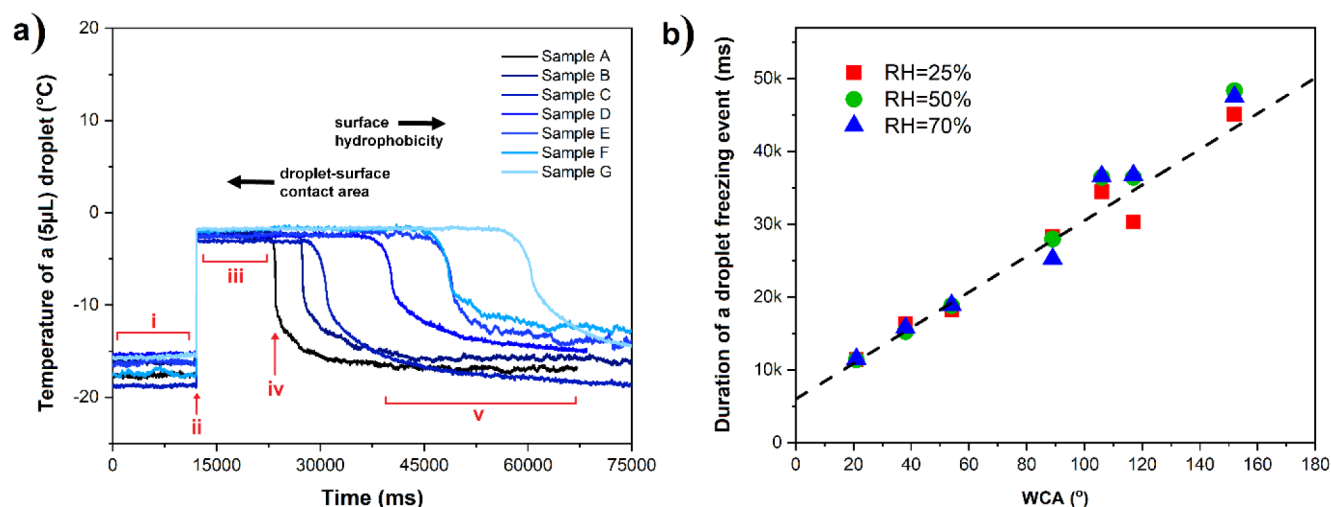 a)
Temperature of a (5µL) droplet (°C)
20
10
0
-10
-20
Sample A
Sample B
Sample C
Sample D
Sample E
Sample F
Sample G
surface
hydrophobicity
droplet-surface
contact area
i
ii
iii
iv
v
0
15000
30000
45000
60000
75000
Time (ms)
b)
Duration of a droplet freezing event (ms)
50k
40k
30k
20k
10k
0
RH=25%
RH=50%
RH=70%
0
20
40
60
80
100
120
140
160
180
WCA (º)